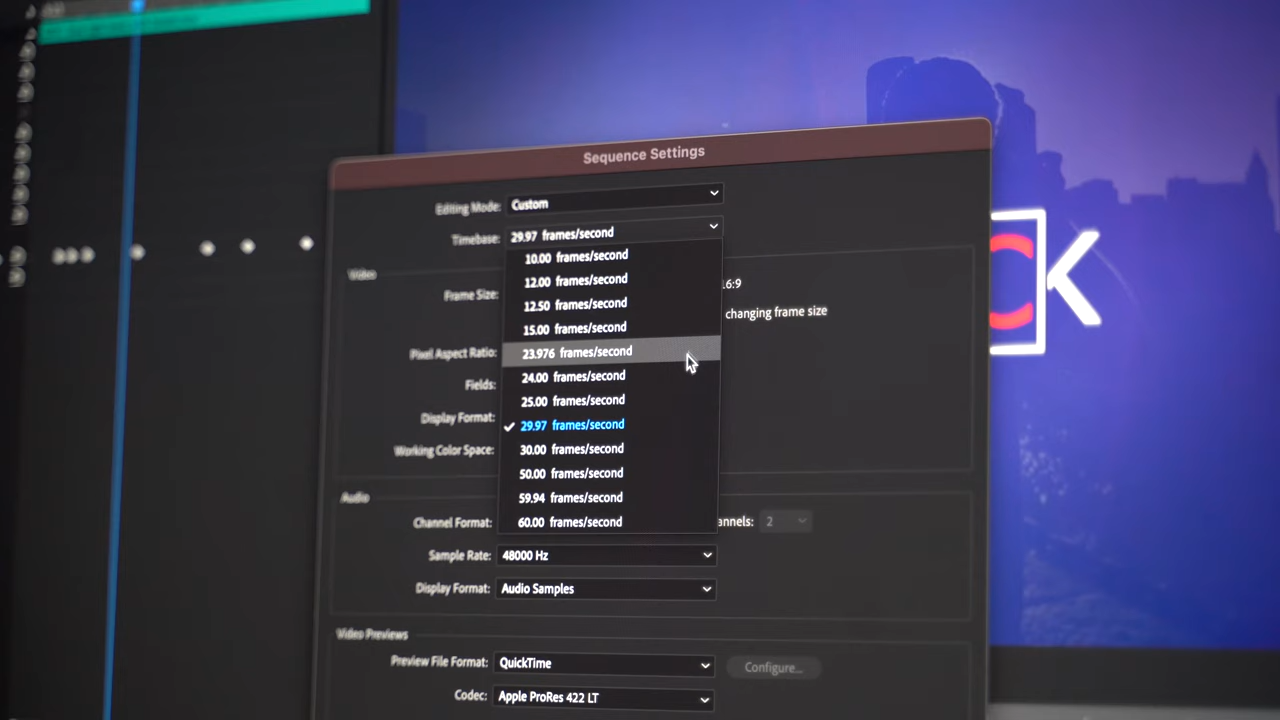 Sequence Settings
Editing Mode: Custom
Timebase: 29.97 frames/second
10.00 frames/second
Video
12.00 frames/second
16:9
Frame Size:
12.50 frames/second
changing frame size
15.00 frames/second
Pixel Aspect Ratio:
23.976 frames/second
24.00 frames/second
Fields:
25.00 frames/second
Display Format:
29.97 frames/second
Working Color Space:
30.00 frames/second
50.00 frames/second
Audio
59.94 frames/second
Channel Format:
60.00 frames/second
annels: 2
Sample Rate: 48000 Hz
Display Format: Audio Samples
Video Previews
Preview File Format: QuickTime
Configure...
Codec: Apple ProRes 422 LT
CK